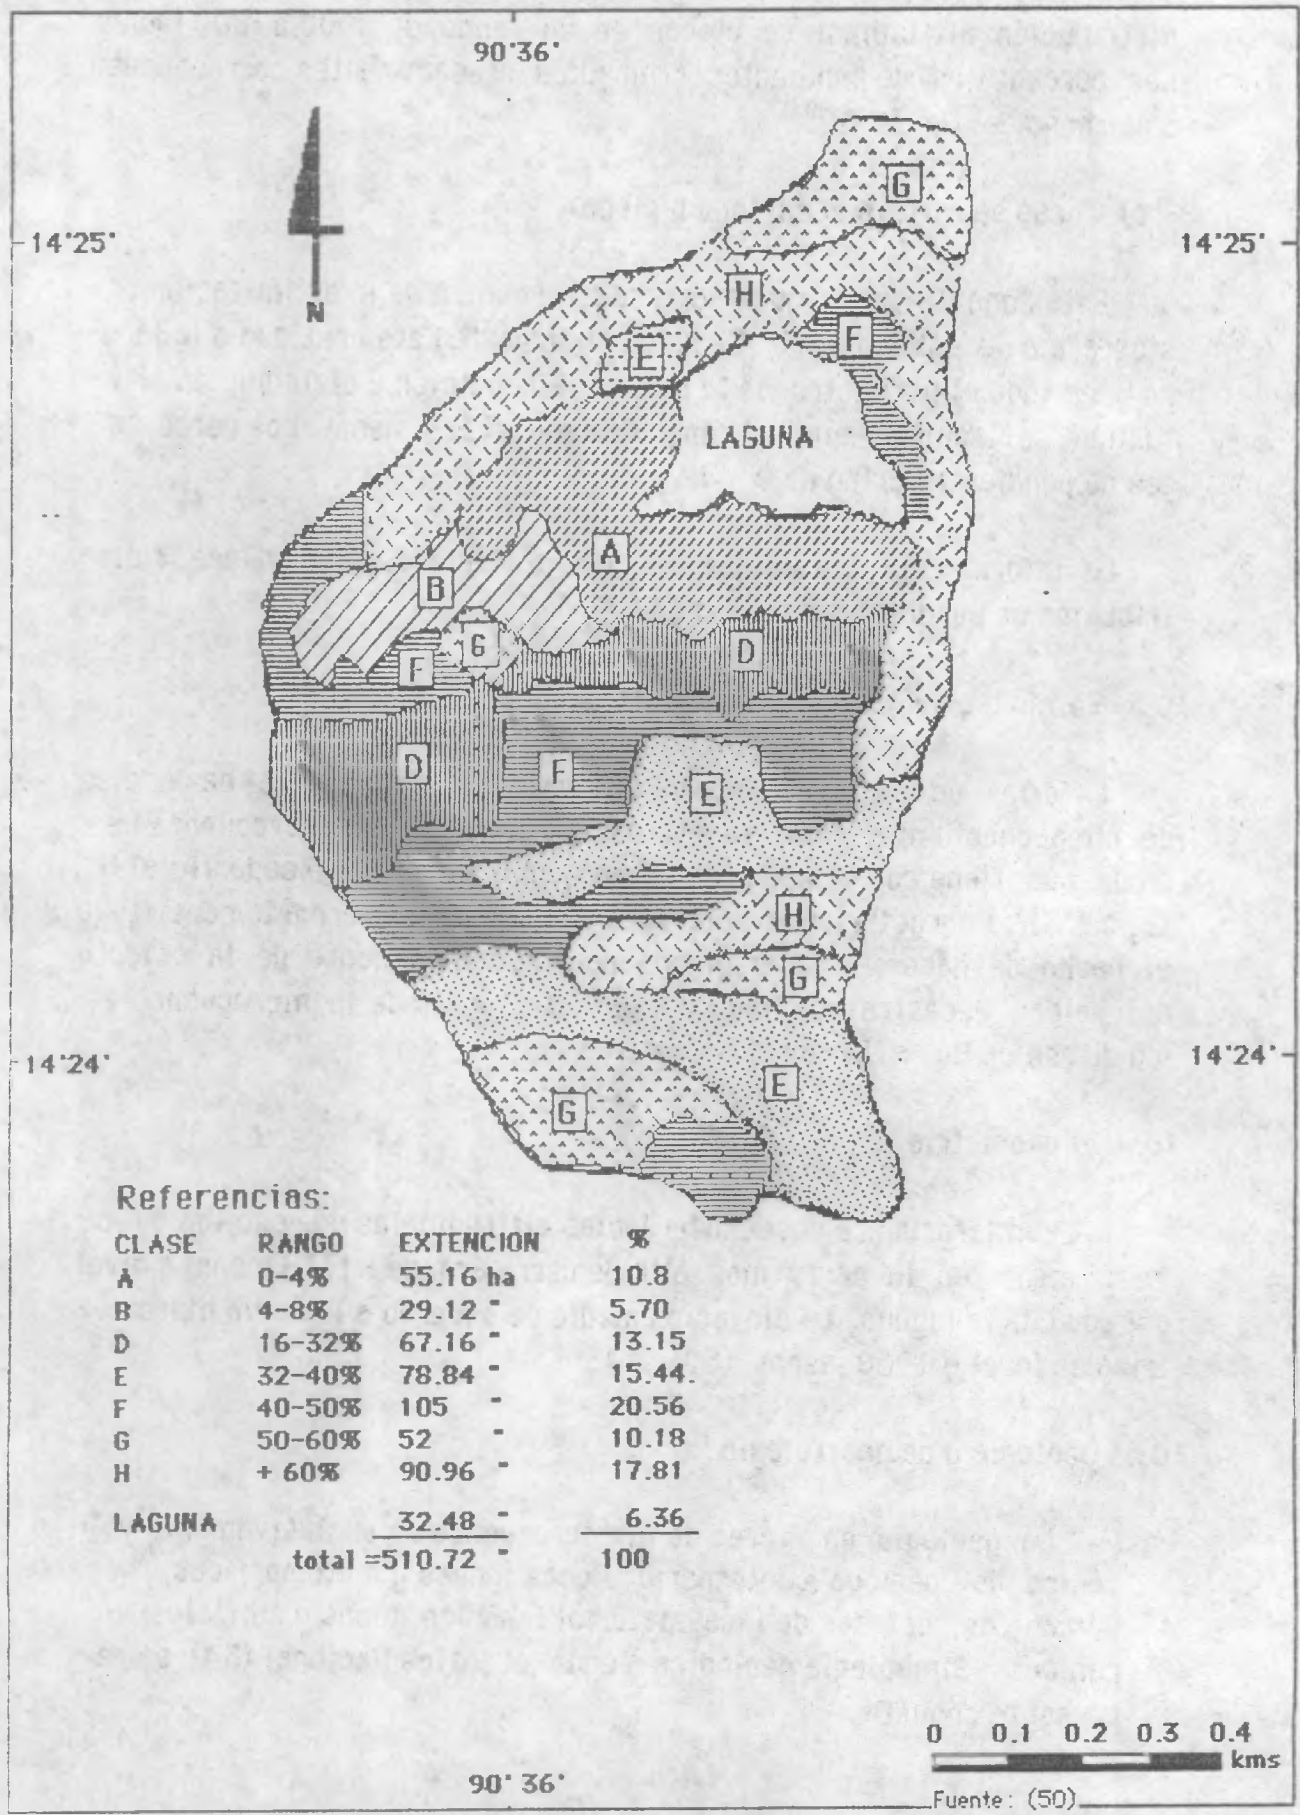 90°36°
14°25° 14°25°
N
G
H
F
E
LAGUNA
A
B
G
D
F
D
F
E
H
G
14°24° 14°24°
E
G
Referencias:
CLASE RANGO EXTENCION %
A 0-4% 55.16 ha 10.8
B 4-8% 29.12 " 5.70
D 16-32% 67.16 " 13.15
E 32-40% 78.84 " 15.44.
F 40-50% 105 " 20.56
G 50-60% 52 " 10.18
H + 60% 90.96 " 17.81
LAGUNA 32.48 " 6.36
total =510.72 " 100
0 0.1 0.2 0.3 0.4
kms
90° 36°
Fuente: (50)